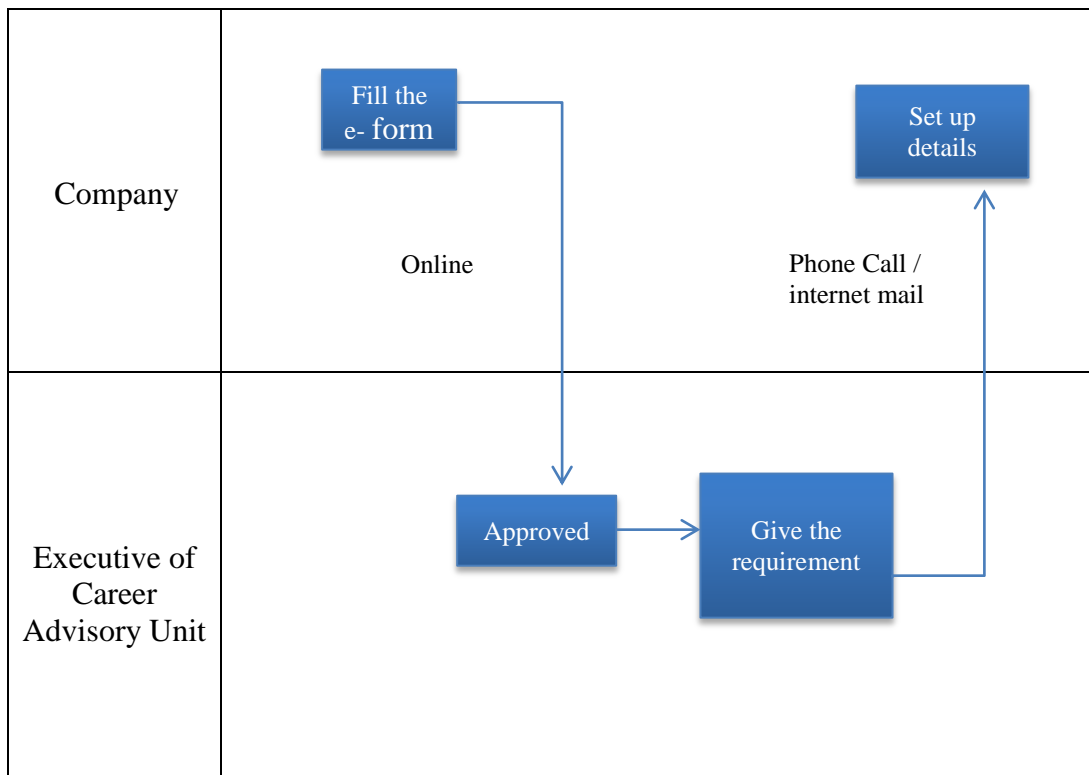 Company
Fill the
e- form
Set up
details
Online
Phone Call /
internet mail
Executive of
Career
Advisory Unit
Approved
Give the
requirement